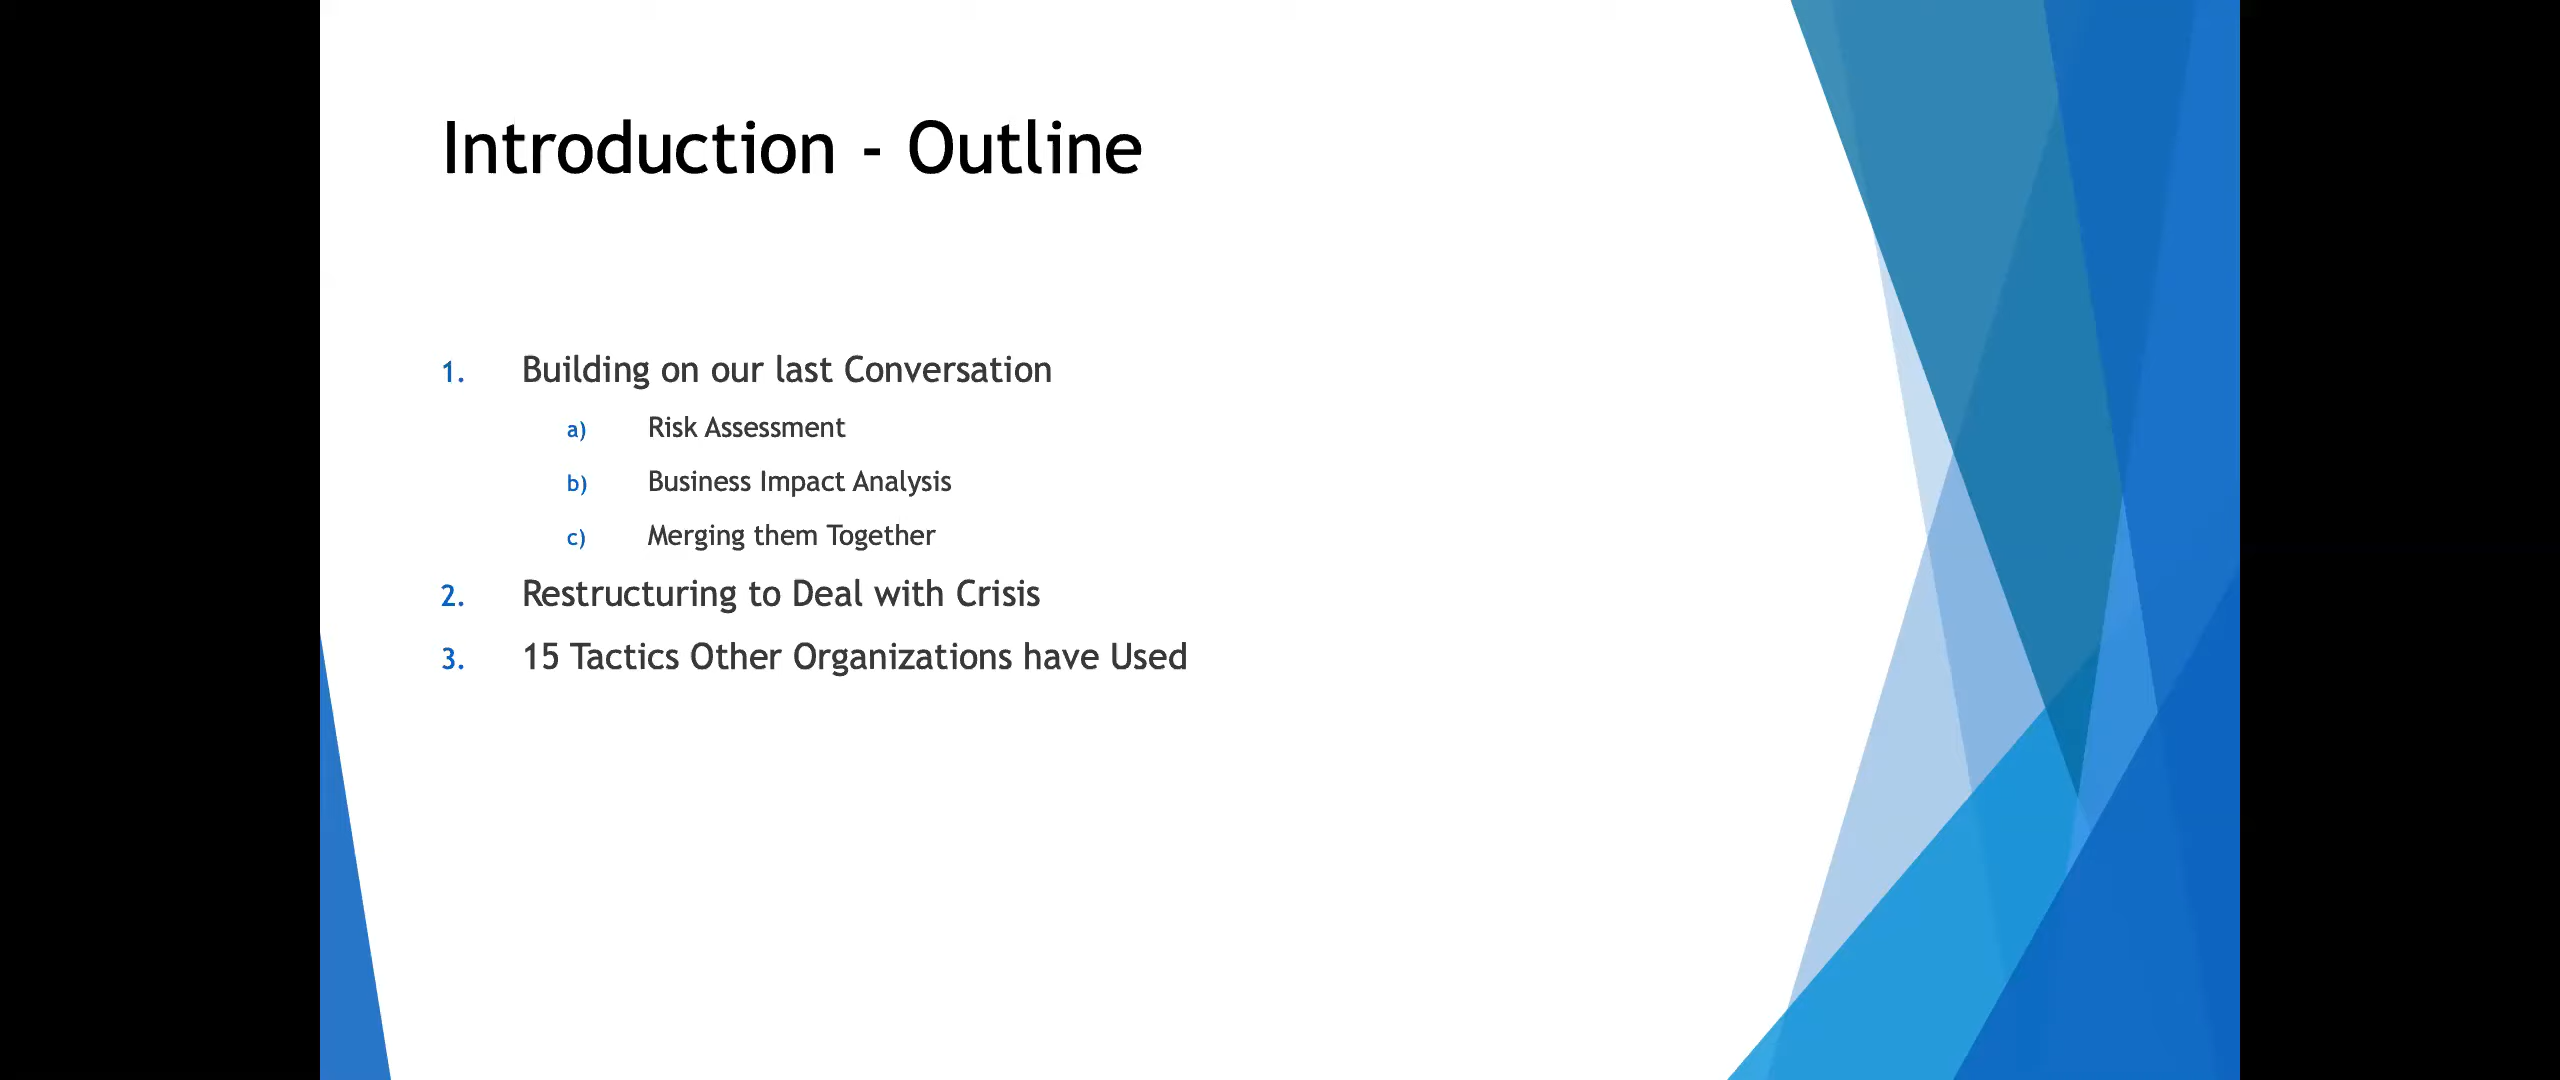 Introduction - Outline
1. Building on our last Conversation
a) Risk Assessment
b) Business Impact Analysis
c) Merging them Together
2. Restructuring to Deal with Crisis
3. 15 Tactics Other Organizations have Used